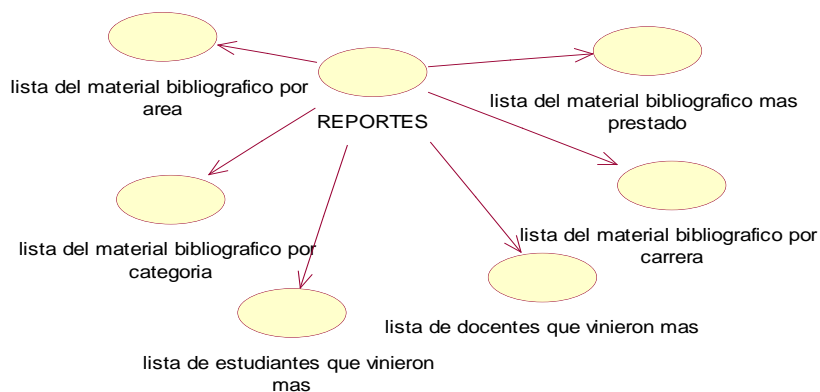 lista del material bibliografico por
area
REPORTES
lista del material bibliografico mas
prestado
lista del material bibliografico por
categoria
lista del material bibliografico por
carrera
lista de estudiantes que vinieron
mas
lista de docentes que vinieron mas